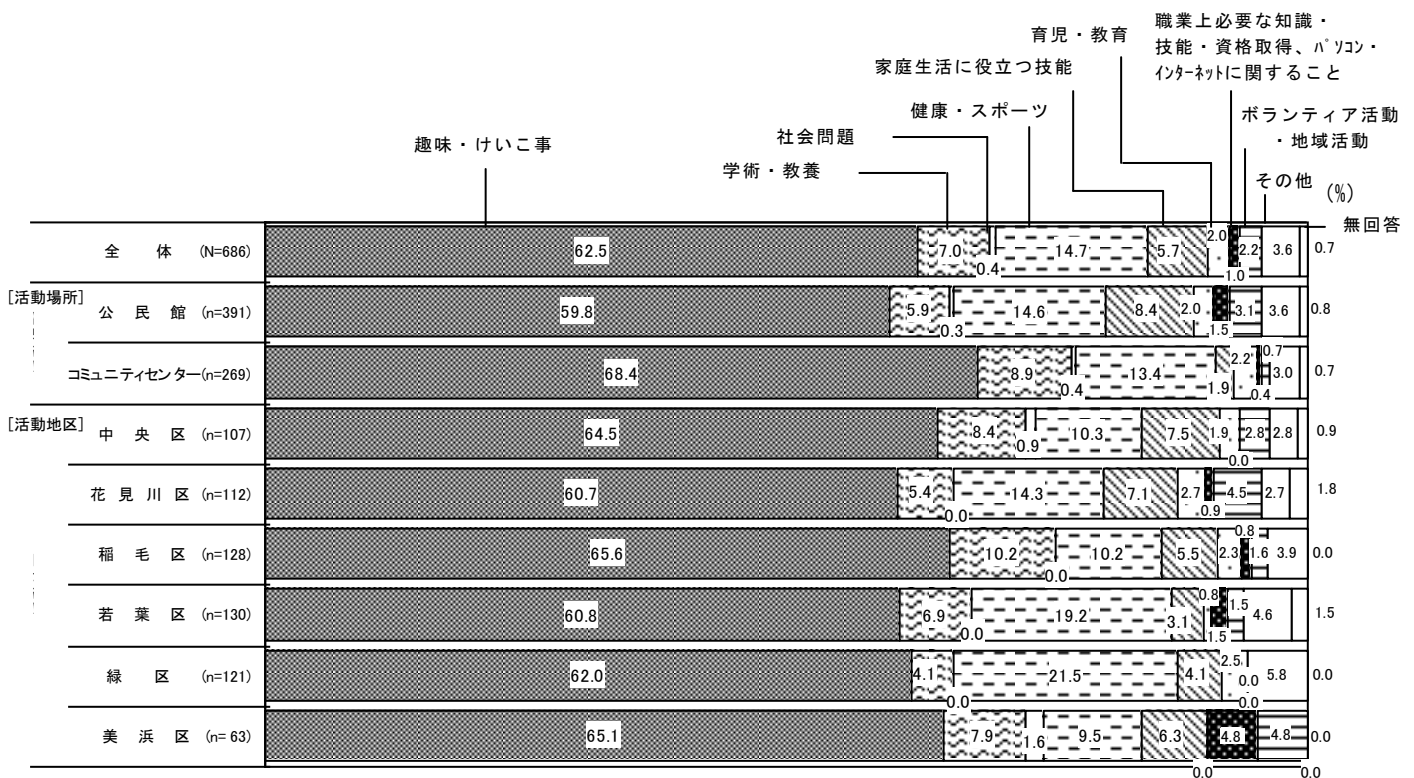 職業上必要な知識・
技能・資格取得、パソコン・
インターネットに関すること
育児・教育
家庭生活に役立つ技能
健康・スポーツ
ボランティア活動
・地域活動
社会問題
趣味・けいこ事
学術・教養
その他
(%)
無回答
全 体 (N=686) 62.5 7.0 0.4 14.7 5.7 2.0 1.0 2.2 3.6 0.7
[活動場所]
公 民 館 (n=391) 59.8 5.9 0.3 14.6 8.4 2.0 1.5 3.1 3.6 0.8
コミュニティセンター(n=269) 68.4 8.9 0.4 13.4 1.9 2.2 0.4 0.7 3.0 0.7
[活動地区]
中 央 区 (n=107) 64.5 8.4 0.9 10.3 7.5 1.9 0.0 2.8 2.8 0.9
花 見 川 区 (n=112) 60.7 5.4 0.0 14.3 7.1 2.7 0.9 4.5 2.7 1.8
稲 毛 区 (n=128) 65.6 10.2 0.0 10.2 5.5 2.3 0.8 1.6 3.9 0.0
若 葉 区 (n=130) 60.8 6.9 0.0 19.2 3.1 0.8 1.5 1.5 4.6 1.5
緑 区 (n=121) 62.0 4.1 0.0 21.5 4.1 2.5 0.0 0.0 5.8 0.0
美 浜 区 (n= 63) 65.1 7.9 1.6 9.5 6.3 0.0 4.8 4.8 0.0 0.0